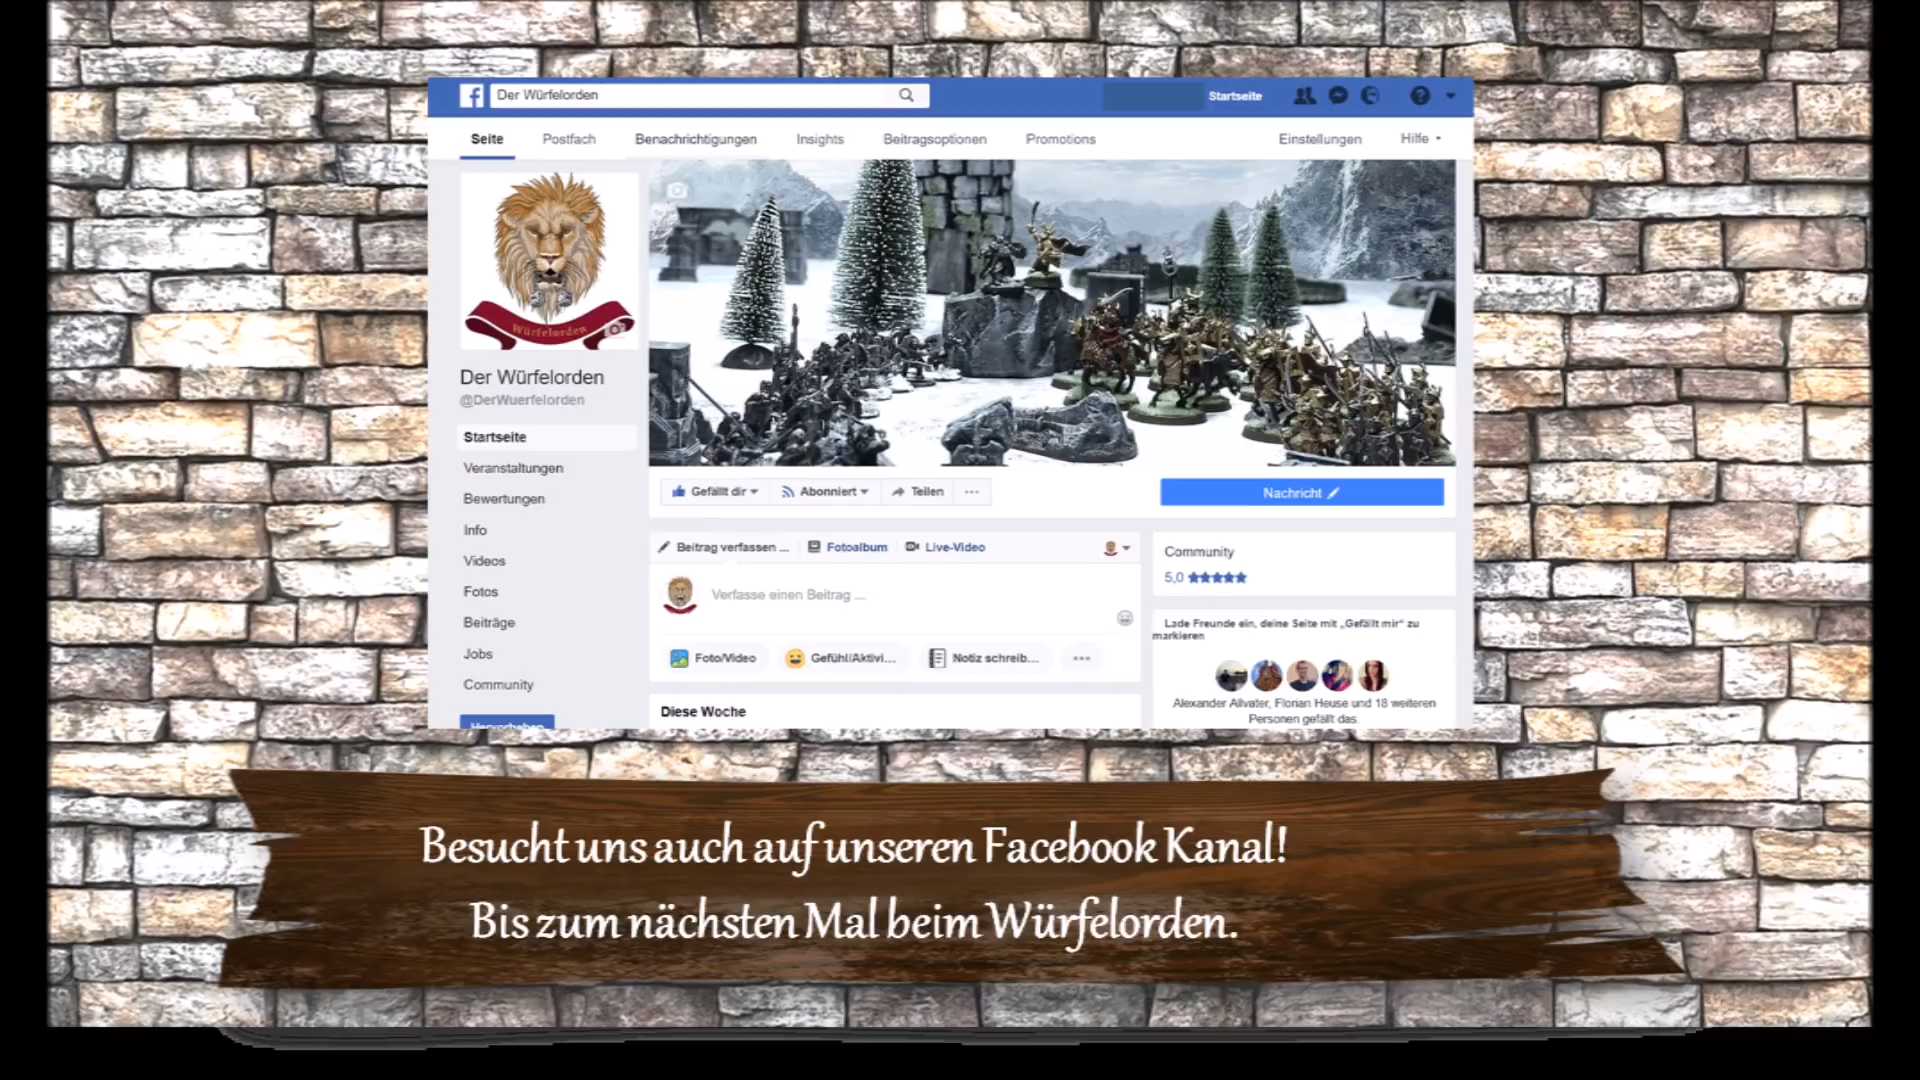 Der Würfelorden
Startseite
Seite
Postfach
Benachrichtigungen
Insights
Beitragsoptionen
Promotions
Einstellungen
Hilfe
Würfelorden
Der Würfelorden
@DerWuerfelorden
Startseite
Veranstaltungen
Bewertungen
Info
Videos
Fotos
Beiträge
Jobs
Community
Hervorheben
Gefällt dir
Abonniert
Teilen
Nachricht
Beitrag verfassen ...
Fotoalbum
Live-Video
Verfasse einen Beitrag ...
Foto/Video
Gefühl/Aktivi...
Notiz schreib...
Diese Woche
Community
5,0
Lade Freunde ein, deine Seite mit „Gefällt mir" zu
markieren
Alexander Allvater, Florian Heuse und 18 weiteren
Personen gefällt das.
Besucht uns auch auf unseren Facebook Kanal!
Bis zum nächsten Mal beim Würfelorden.